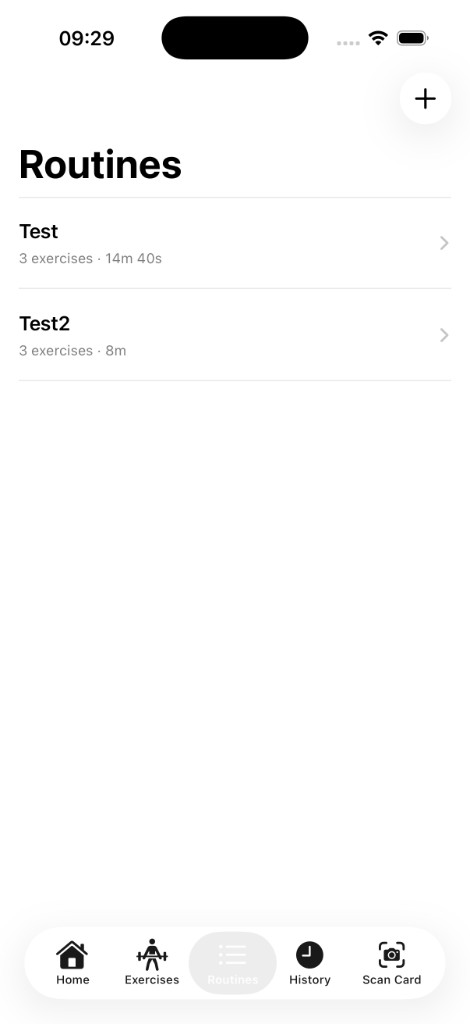 09:29
Routines
Test
3 exercises · 14m 40s
Test2
3 exercises · 8m
Home
Exercises
Routines
History
Scan Card